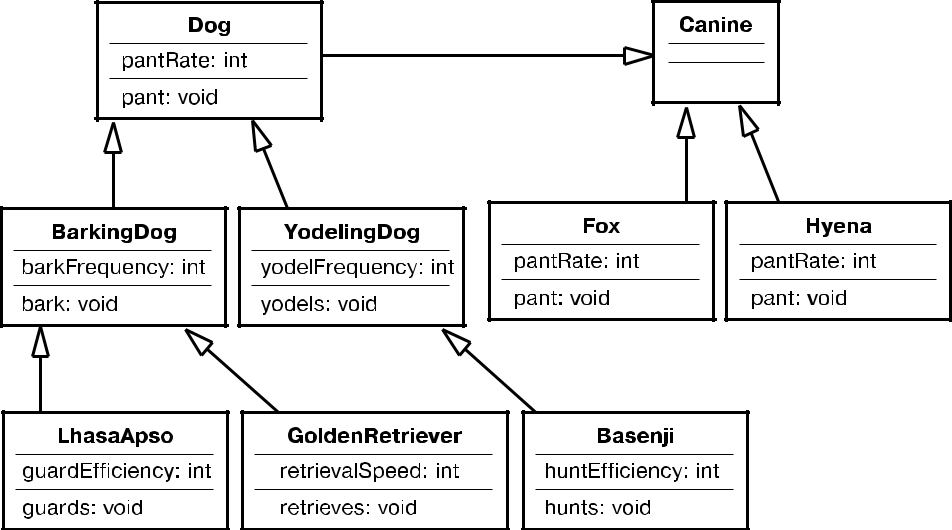 Dog
pantRate: int
pant: void
Canine
BarkingDog
barkFrequency: int
bark: void
YodelingDog
yodelFrequency: int
yodels: void
Fox
pantRate: int
pant: void
Hyena
pantRate: int
pant: void
LhasaApso
guardEfficiency: int
guards: void
GoldenRetriever
retrievalSpeed: int
retrieves: void
Basenji
huntEfficiency: int
hunts: void